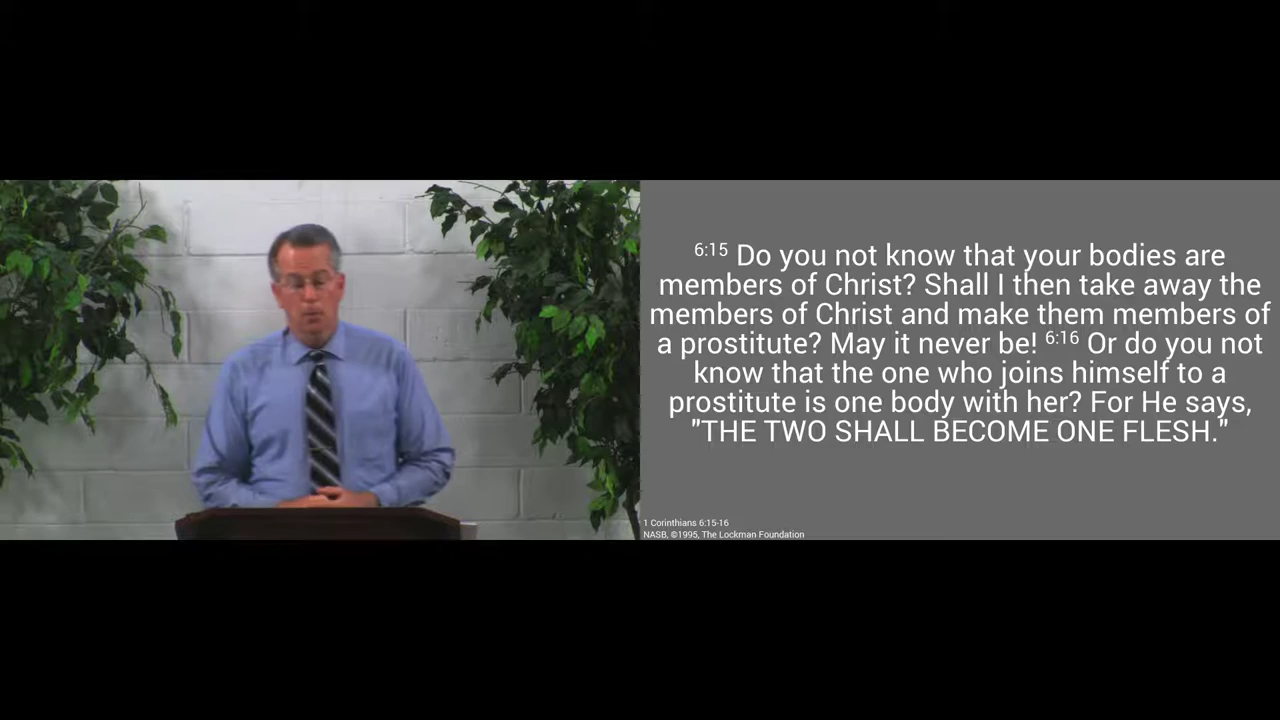 6:15 Do you not know that your bodies are
members of Christ? Shall I then take away the
members of Christ and make them members of
a prostitute? May it never be! 6:16 Or do you not
know that the one who joins himself to a
prostitute is one body with her? For He says,
"THE TWO SHALL BECOME ONE FLESH."
1 Corinthians 6:15-16
NASB, ©1995, The Lockman Foundation